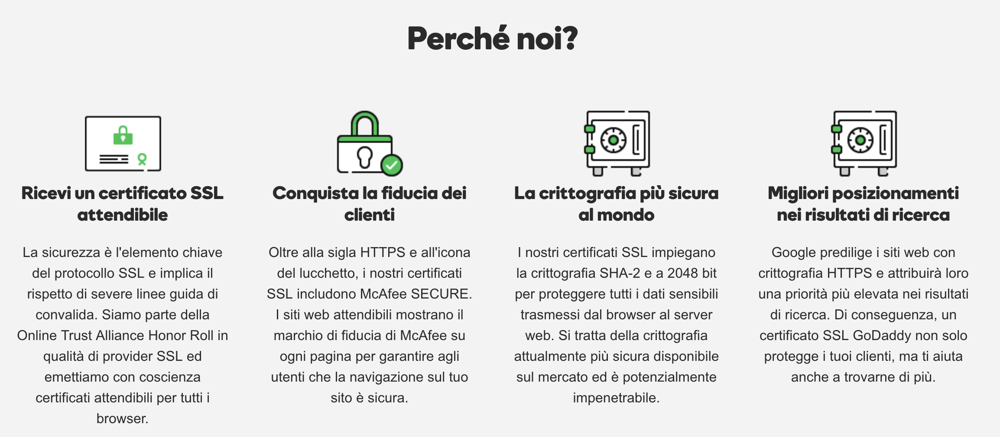 Perché noi?
Ricevi un certificato SSL
attendibile
La sicurezza è l'elemento chiave
del protocollo SSL e implica il
rispetto di severe linee guida di
convalida. Siamo parte della
Online Trust Alliance Honor Roll in
qualità di provider SSL ed
emettiamo con coscienza
certificati attendibili per tutti i
browser.
Conquista la fiducia dei
clienti
Oltre alla sigla HTTPS e all'icona
del lucchetto, i nostri certificati
SSL includono McAfee SECURE.
I siti web attendibili mostrano il
marchio di fiducia di McAfee su
ogni pagina per garantire agli
utenti che la navigazione sul tuo
sito è sicura.
La crittografia più sicura
al mondo
I nostri certificati SSL impiegano
la crittografia SHA-2 e a 2048 bit
per proteggere tutti i dati sensibili
trasmessi dal browser al server
web. Si tratta della crittografia
attualmente più sicura disponibile
sul mercato ed è potenzialmente
impenetrabile.
Migliori posizionamenti
nei risultati di ricerca
Google predilige i siti web con
crittografia HTTPS e attribuirà loro
una priorità più elevata nei risultati
di ricerca. Di conseguenza, un
certificato SSL GoDaddy non solo
protegge i tuoi clienti, ma ti aiuta
anche a trovarne di più.